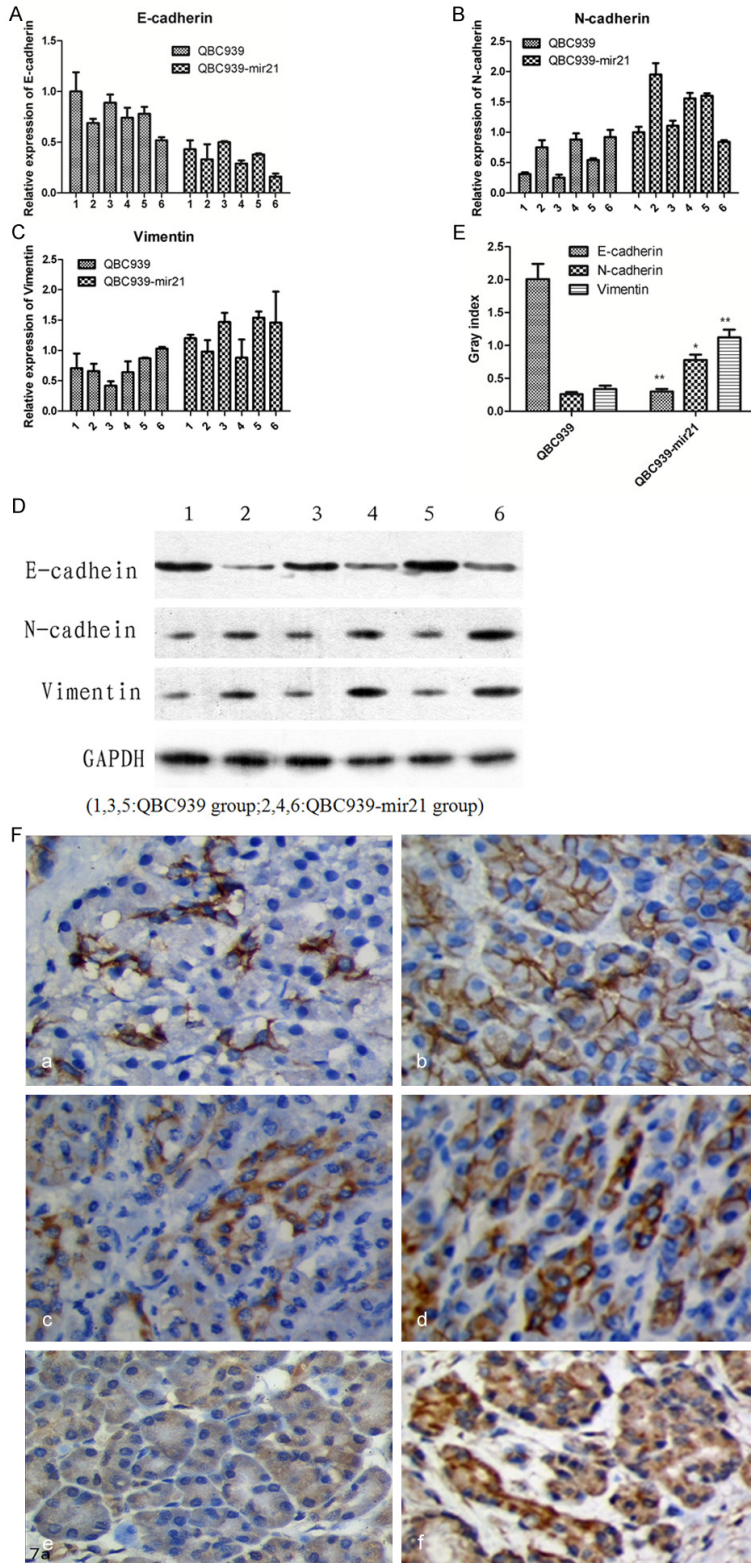 A
E-cadherin
Relative expression of E-cadherin
1.5
1.0
0.5
0.0
QBC939
QBC939-mir21
1 2 3 4 5 6 1 2 3 4 5 6
B
N-cadherin
Relative expression of N-cadherin
2.5
2.0
1.5
1.0
0.5
0.0
QBC939
QBC939-mir21
1 2 3 4 5 6 1 2 3 4 5 6
C
Vimentin
Relative expression of Vimentin
2.5
2.0
1.5
1.0
0.5
0.0
QBC939
QBC939-mir21
1 2 3 4 5 6 1 2 3 4 5 6
E
Gray index
2.5
2.0
1.5
1.0
0.5
0.0
E-cadherin
N-cadherin
Vimentin
** * **
QBC939
QBC939-mir21
D
1 2 3 4 5 6
E-cadhein
N-cadhein
Vimentin
GAPDH
(1,3,5:QBC939 group;2,4,6:QBC939-mir21 group)
F
a
b
c
d
e
7a
f